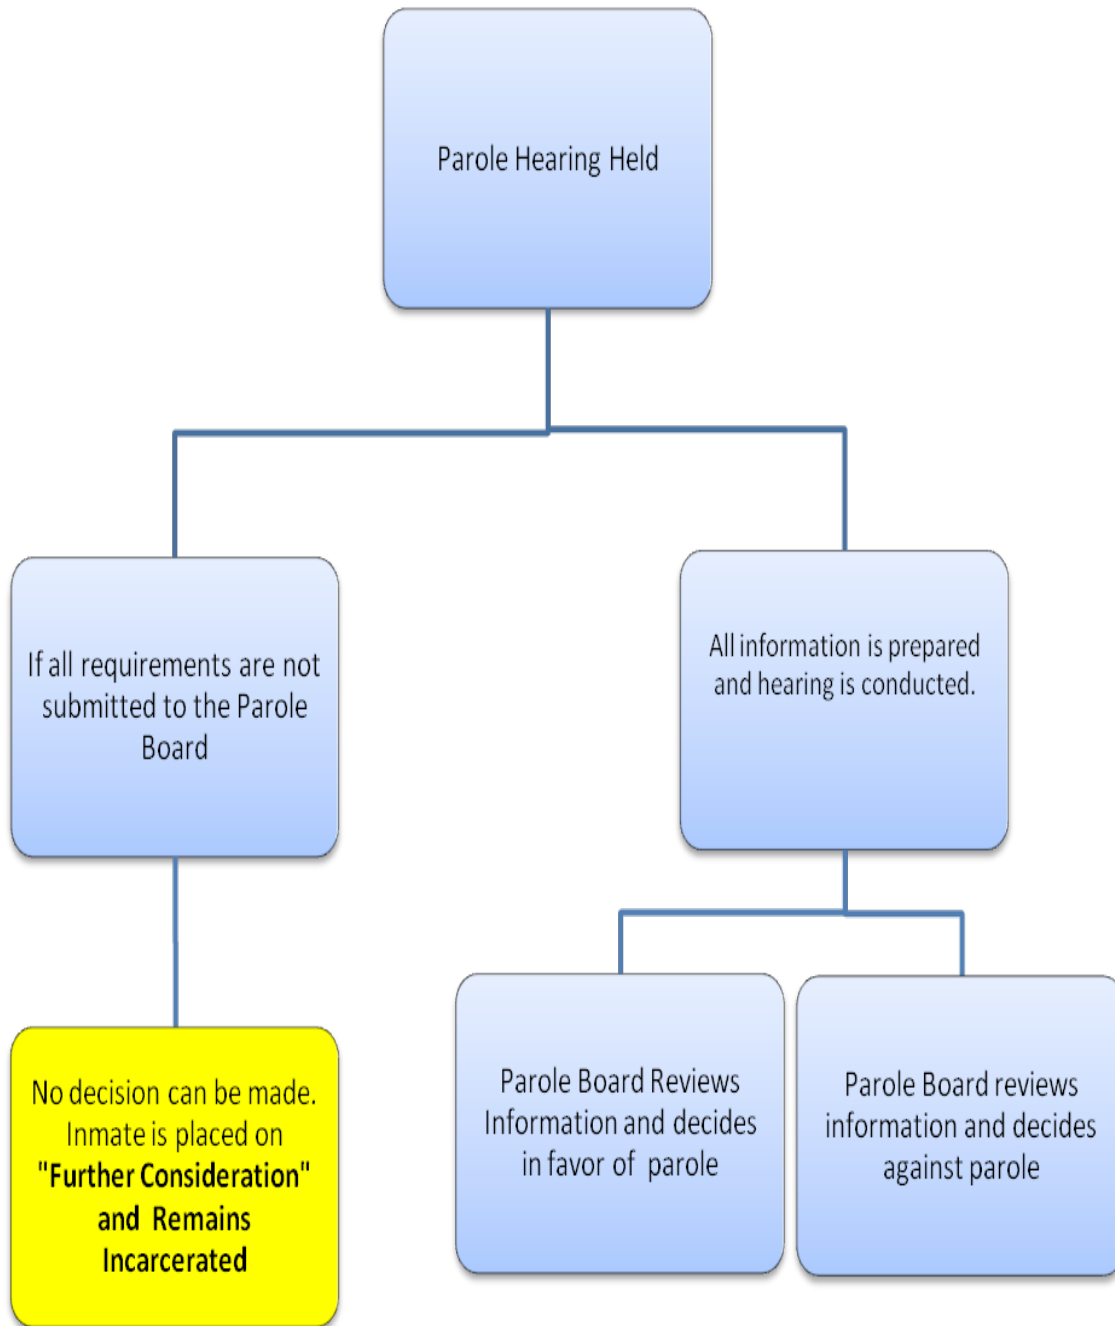 Parole Hearing Held
If all requirements are not
submitted to the Parole
Board
All information is prepared
and hearing is conducted.
No decision can be made.
Inmate is placed on
"Further Consideration"
and Remains
Incarcerated
Parole Board Reviews
Information and decides
in favor of parole
Parole Board reviews
information and decides
against parole